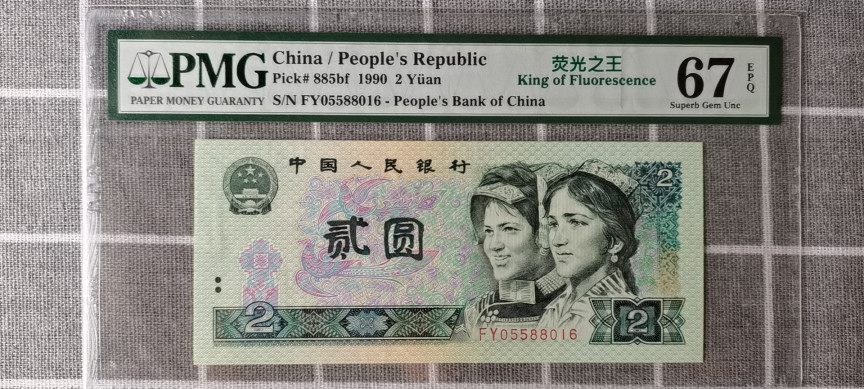 PMG
PAPER MONEY GUARANTY
China / People's Republic
Pick# 885bf 1990 2 Yüan
S/N FY05588016 - People's Bank of China
荧光之王
King of Fluorescence
67
EPQ
Superb Gem Unc
中国人民银行
2
贰圆
2
FY05588016
2